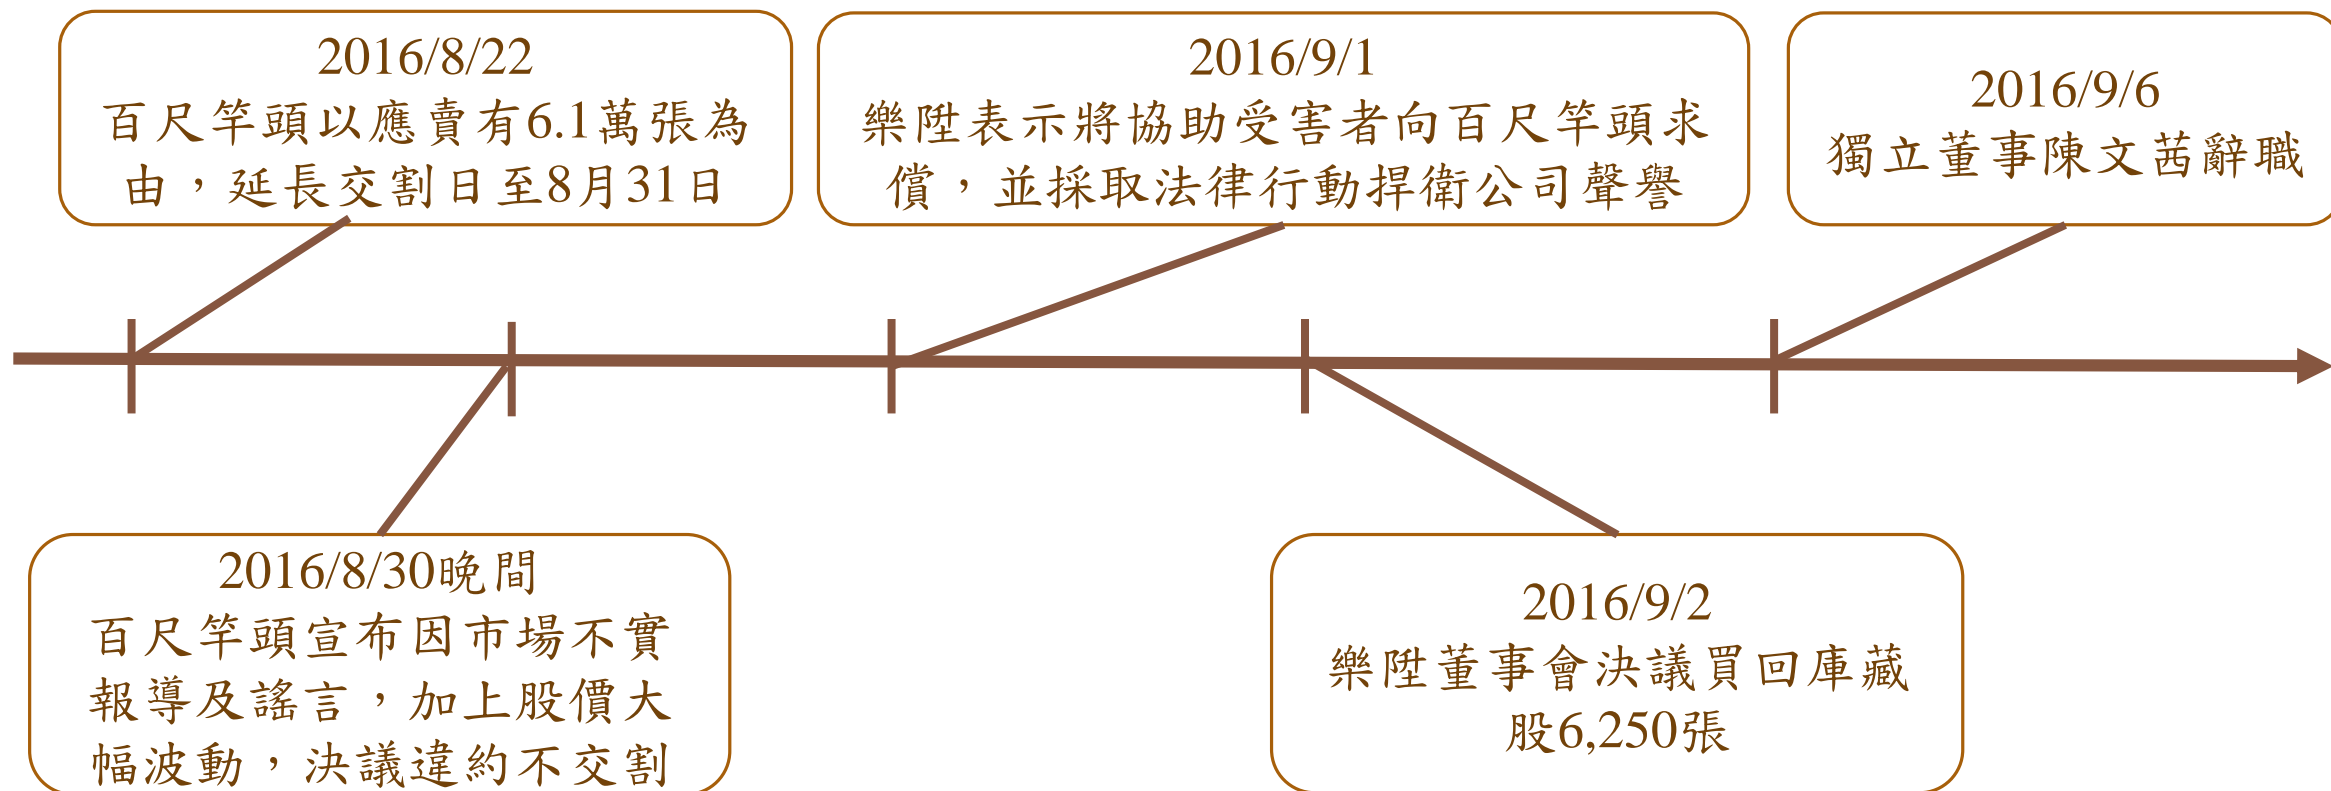 2016/8/22
百尺竿頭以應賣有6.1萬張為
由，延長交割日至8月31日
2016/9/1
樂陞表示將協助受害者向百尺竿頭求
償，並採取法律行動捍衛公司聲譽
2016/9/6
獨立董事陳文茜辭職
2016/8/30晚間
百尺竿頭宣布因市場不實
報導及謠言，加上股價大
幅波動，決議違約不交割
2016/9/2
樂陞董事會決議買回庫藏
股6,250張